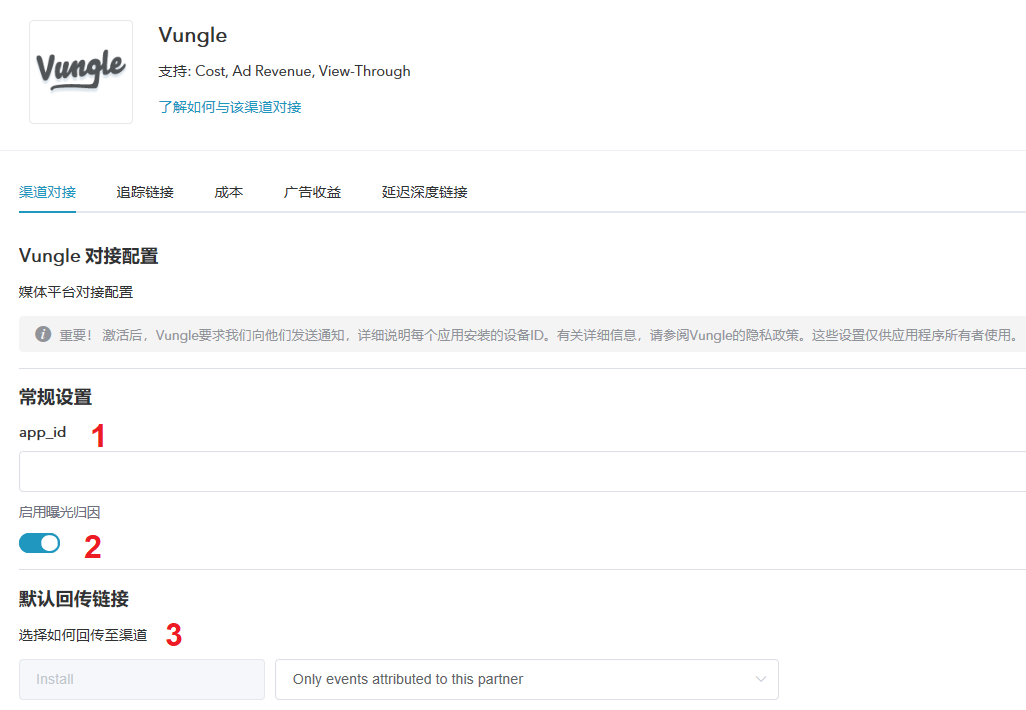 Vungle
Vungle
支持: Cost, Ad Revenue, View-Through
了解如何与该渠道对接
渠道对接 追踪链接 成本 广告收益 延迟深度链接
Vungle 对接配置
媒体平台对接配置
i 重要！ 激活后，Vungle要求我们向他们发送通知，详细说明每个应用安装的设备ID。有关详细信息，请参阅Vungle的隐私政策。这些设置仅供应用程序所有者使用。
常规设置
app_id 1
启用曝光归因
2
默认回传链接
选择如何回传至渠道 3
Install Only events attributed to this partner